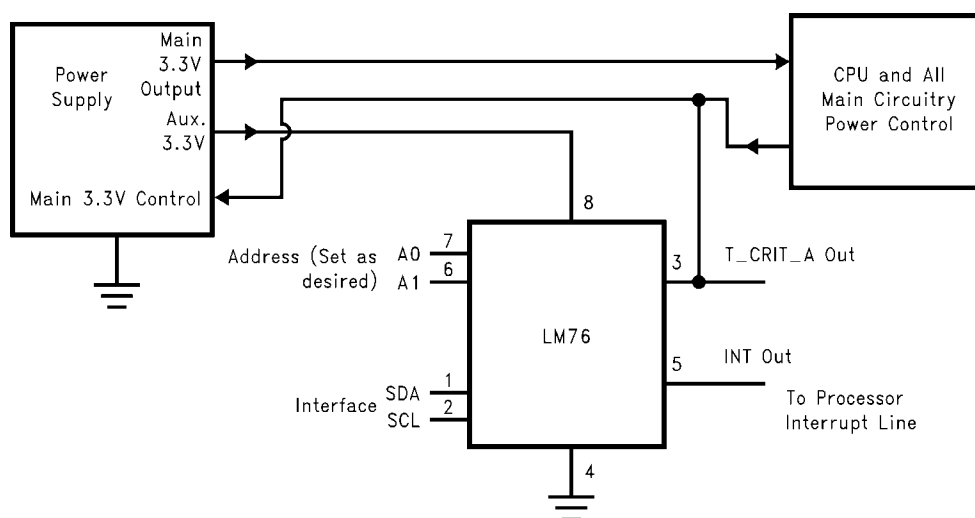 Main
3.3V
Output
Power
Supply
Aux.
3.3V
Main 3.3V Control
CPU and All
Main Circuitry
Power Control
8
Address (Set as
desired)
A0
7
A1
6
3
T_CRIT_A Out
LM76
5
INT Out
Interface
SDA
1
SCL
2
To Processor
Interrupt Line
4